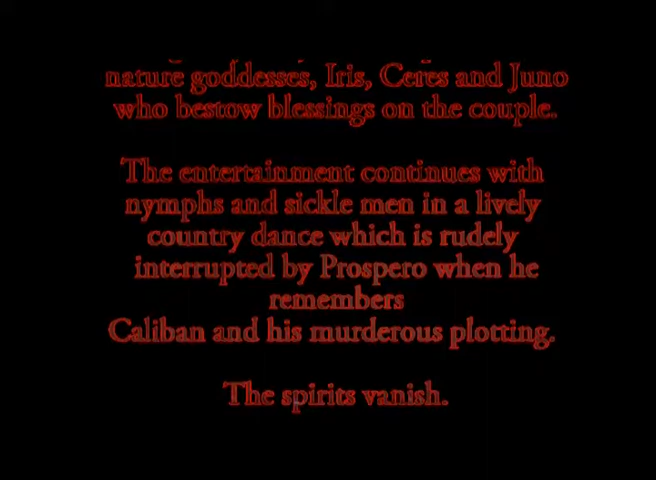 nature goddesses, Iris, Ceres and Juno
who bestow blessings on the couple.
The entertainment continues with
nymphs and sickle men in a lively
country dance which is rudely
interrupted by Prospero when he
remembers
Caliban and his murderous plotting.
The spirits vanish.